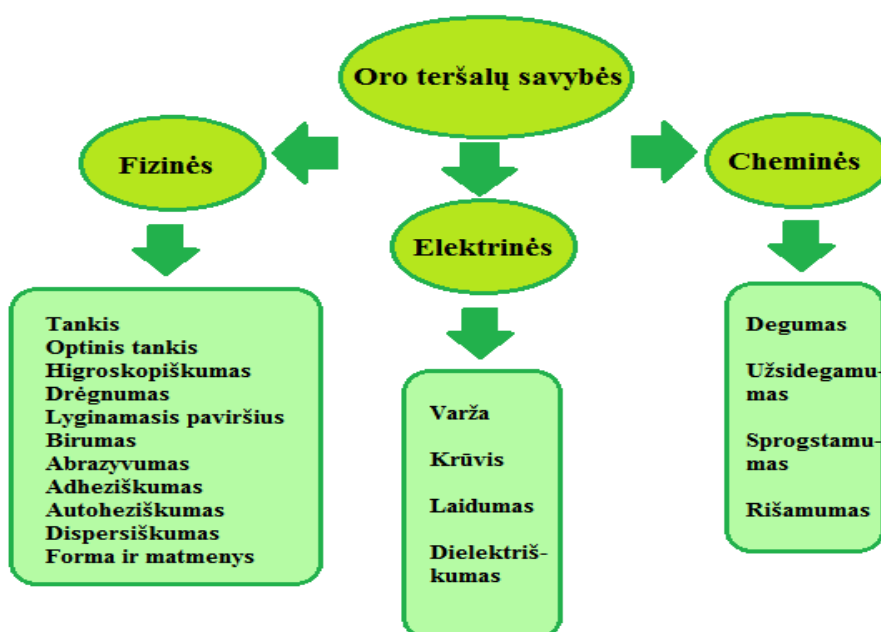 Oro teršalų savybės
Fizinės
Tankis
Optinis tankis
Higroskopiškumas
Drėgnumas
Lyginamasis paviršius
Birumas
Abrazyvumas
Adheziškumas
Autoheziškumas
Dispersiškumas
Forma ir matmenys
Elektrinės
Varža
Krūvis
Laidumas
Dielektriš-
kumas
Cheminės
Degumas
Užsidegamu-
mas
Sprogstamu-
mas
Rišamumas